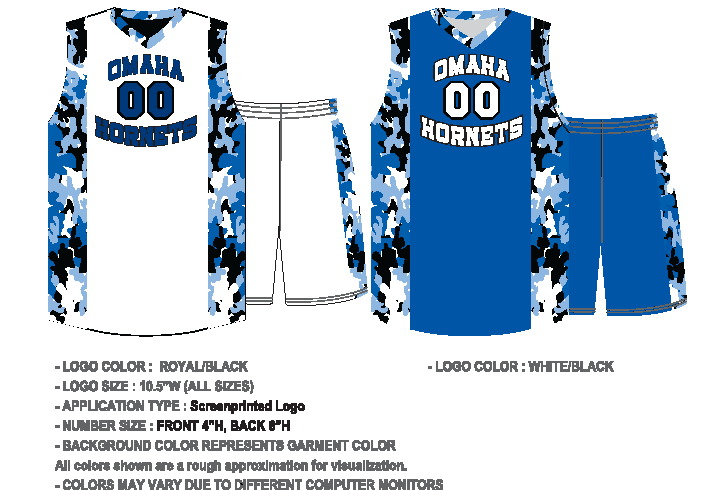 OMAHA
00
HORNETS
OMAHA
00
HORNETS
- LOGO COLOR : ROYAL/BLACK
- LOGO COLOR : WHITE/BLACK
- LOGO SIZE : 10.5"W (ALL SIZES)
- APPLICATION TYPE : Screenprinted Logo
- NUMBER SIZE : FRONT 4"H, BACK 6"H
- BACKGROUND COLOR REPRESENTS GARMENT COLOR
All colors shown are a rough approximation for visualization.
- COLORS MAY VARY DUE TO DIFFERENT COMPUTER MONITORS